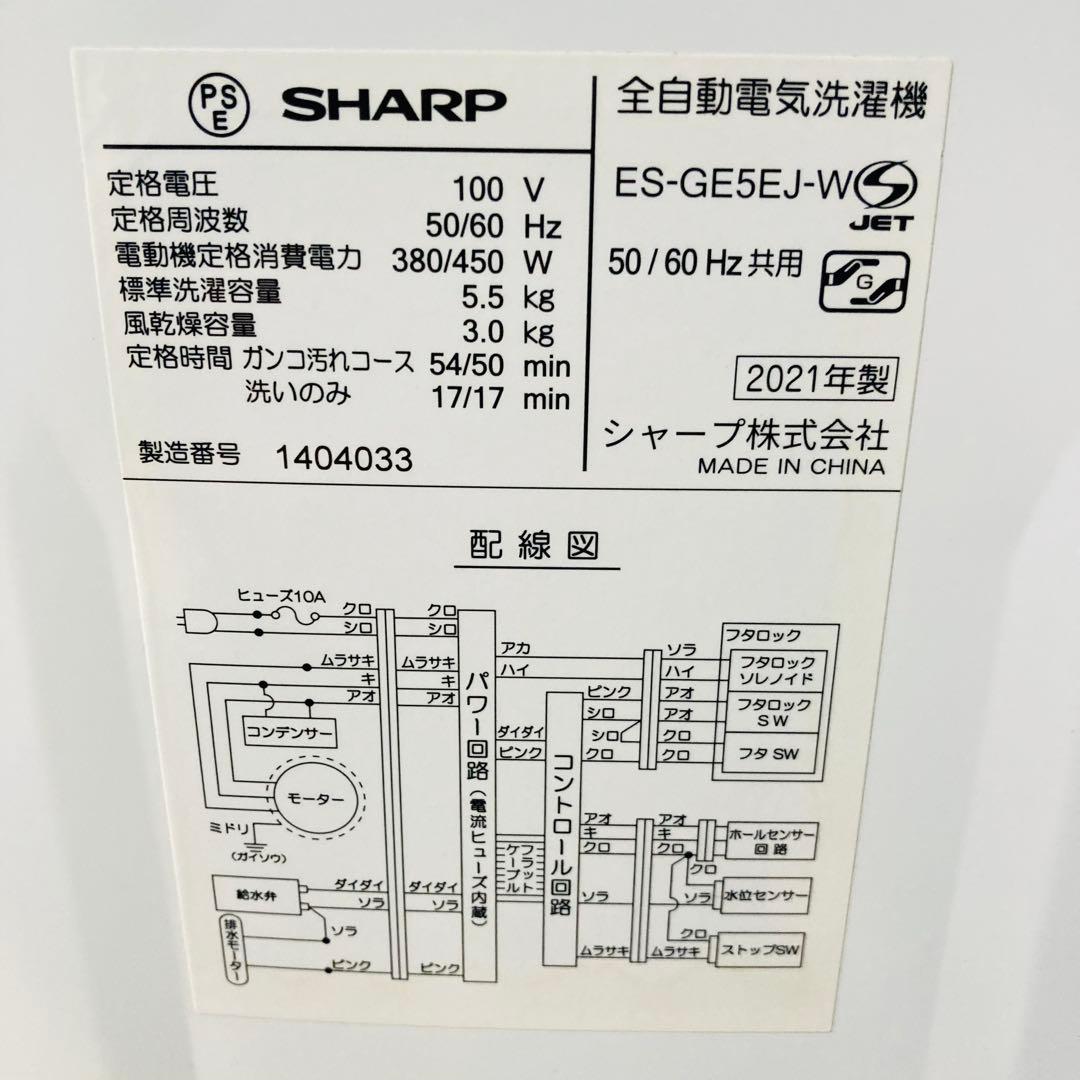 PSE SHARP
定格電圧 100 V
定格周波数 50/60 Hz
電動機定格消費電力 380/450 W
標準洗濯容量 5.5 kg
風乾燥容量 3.0 kg
定格時間 ガンコ汚れコース 54/50 min
洗いのみ 17/17 min
製造番号 1404033
全自動電気洗濯機
ES-GE5EJ-W
JET
50/60 Hz 共用
G
2021年製
シャープ株式会社
MADE IN CHINA
配線図
ヒューズ10A
クロ クロ
シロ シロ
ムラサキ ムラサキ
キ キ
アオ アオ
コンデンサー
モーター
ミドリ
(ガイソウ)
給水弁
ダイダイ ダイダイ
ソラ ソラ
排水モーター
ソラ
ピンク ピンク
パワー回路(電流ヒューズ内蔵)
アカ
ハイ
ダイダイ
ピンク
フラットケーブル
コントロール回路
ピンク
シロ
シロ
クロ
ソラ
ハイ
アオ
アオ
クロ
クロ
フタロック
フタロック
ソレノイド
フタロック
SW
フタ SW
アオ アオ
キ キ
クロ クロ
ホールセンサー
回路
クロ
ソラ ソラ
水位センサー
クロ
ムラサキ ムラサキ
ストップSW